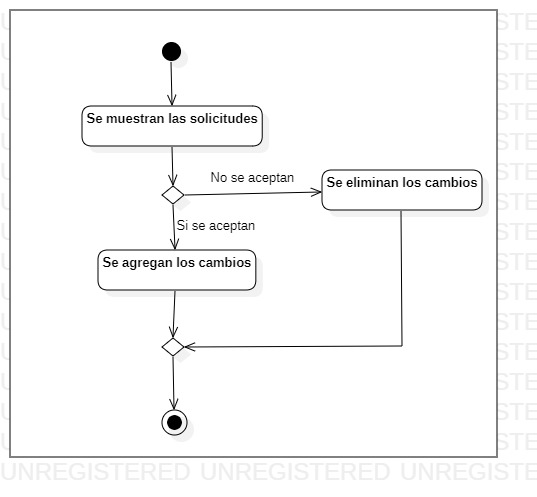 Se muestran las solicitudes
No se aceptan
Se eliminan los cambios
Si se aceptan
Se agregan los cambios
UNREGISTERED UNREGISTERED UNREGISTERED